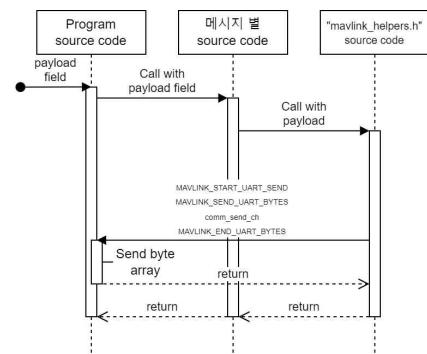 Program
source code
메시지 별
source code
"mavlink_helpers.h"
source code
payload
field
Call with
payload field
Call with
payload
MAVLINK_START_UART_SEND
MAVLINK_SEND_UART_BYTES
comm_send_ch
MAVLINK_END_UART_BYTES
Send byte
array
return
return
return